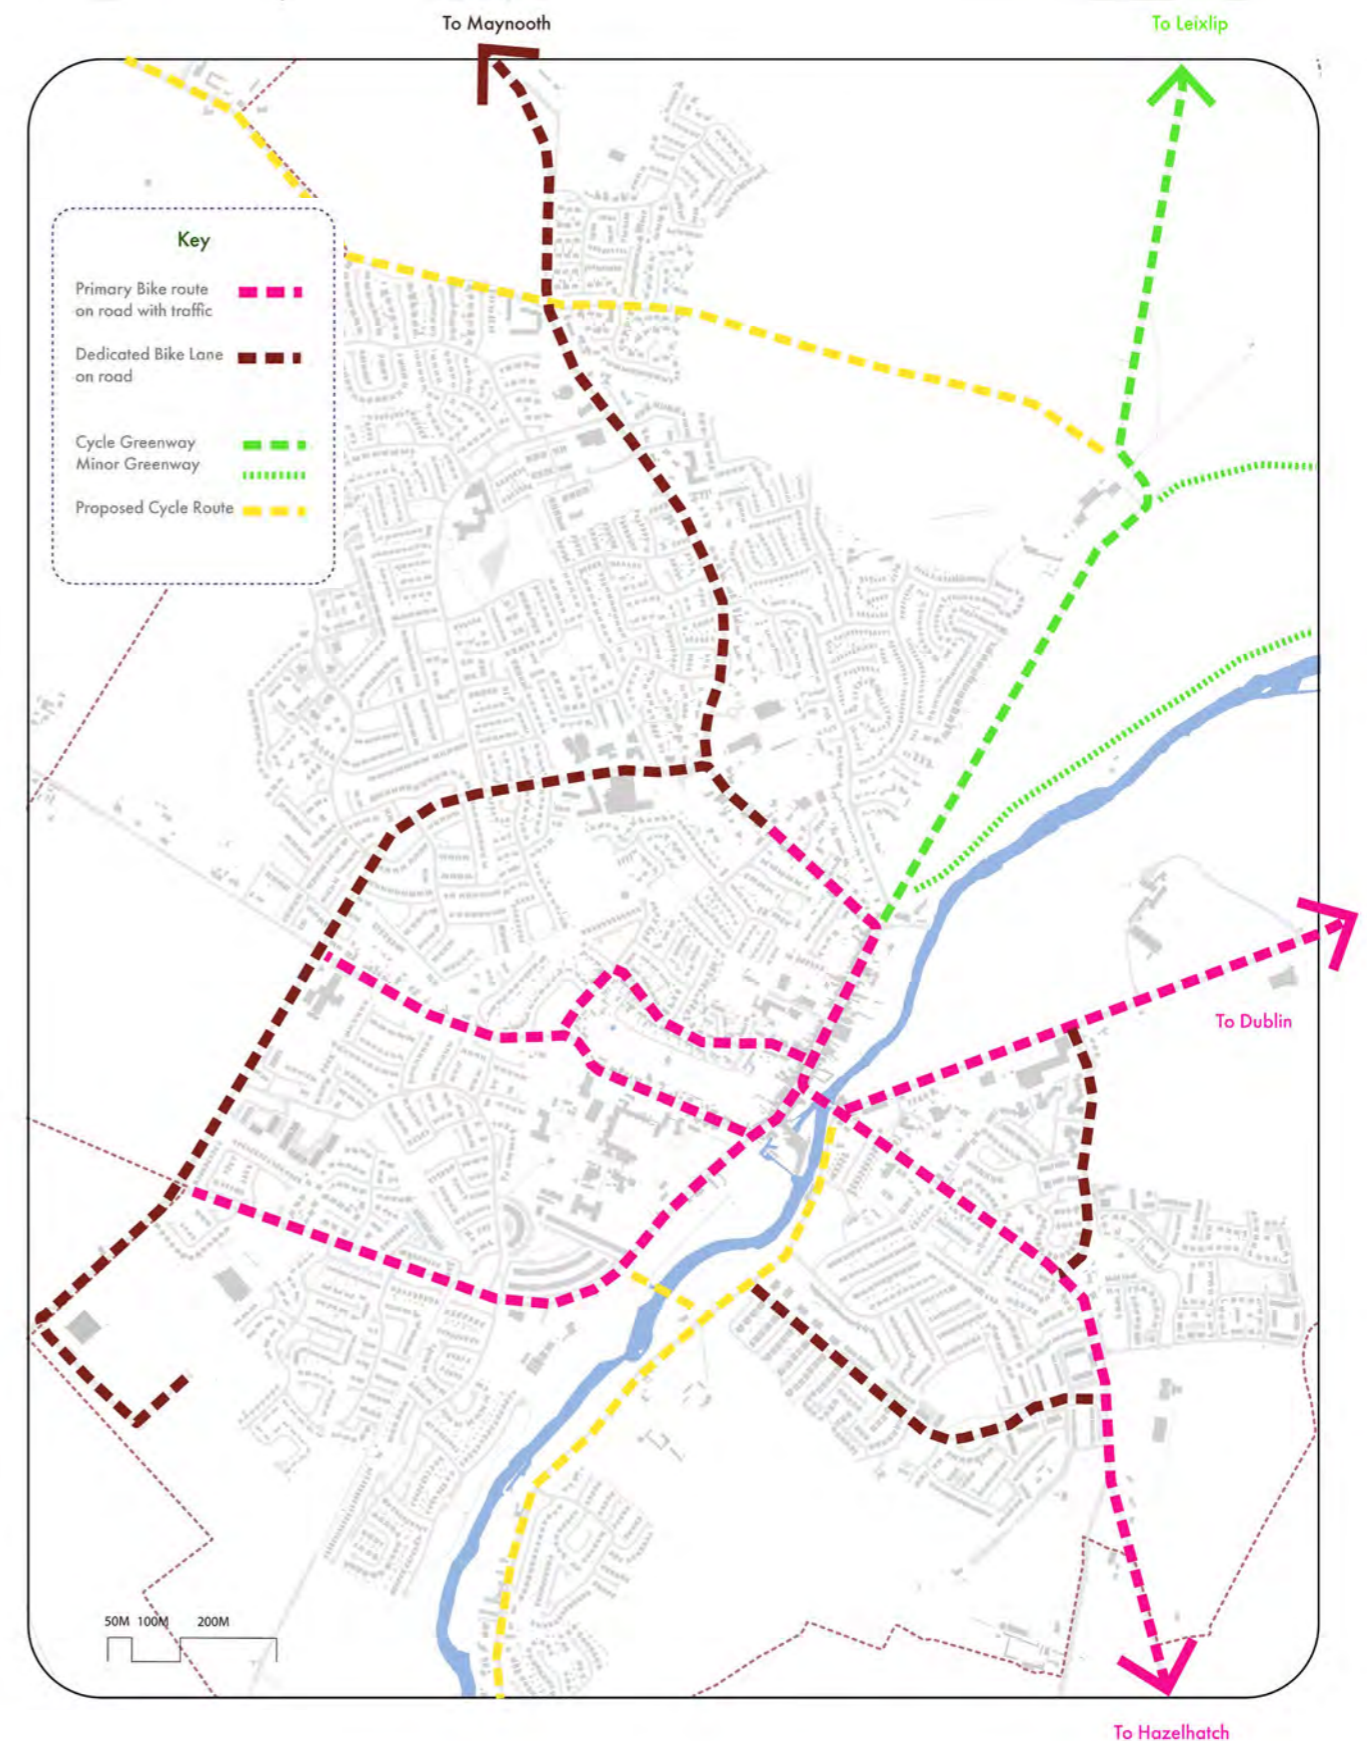 To Maynooth
To Leixlip
Key
Primary Bike route
on road with traffic
Dedicated Bike Lane
on road
Cycle Greenway
Minor Greenway
Proposed Cycle Route
To Dublin
50M 100M 200M
To Hazelhatch